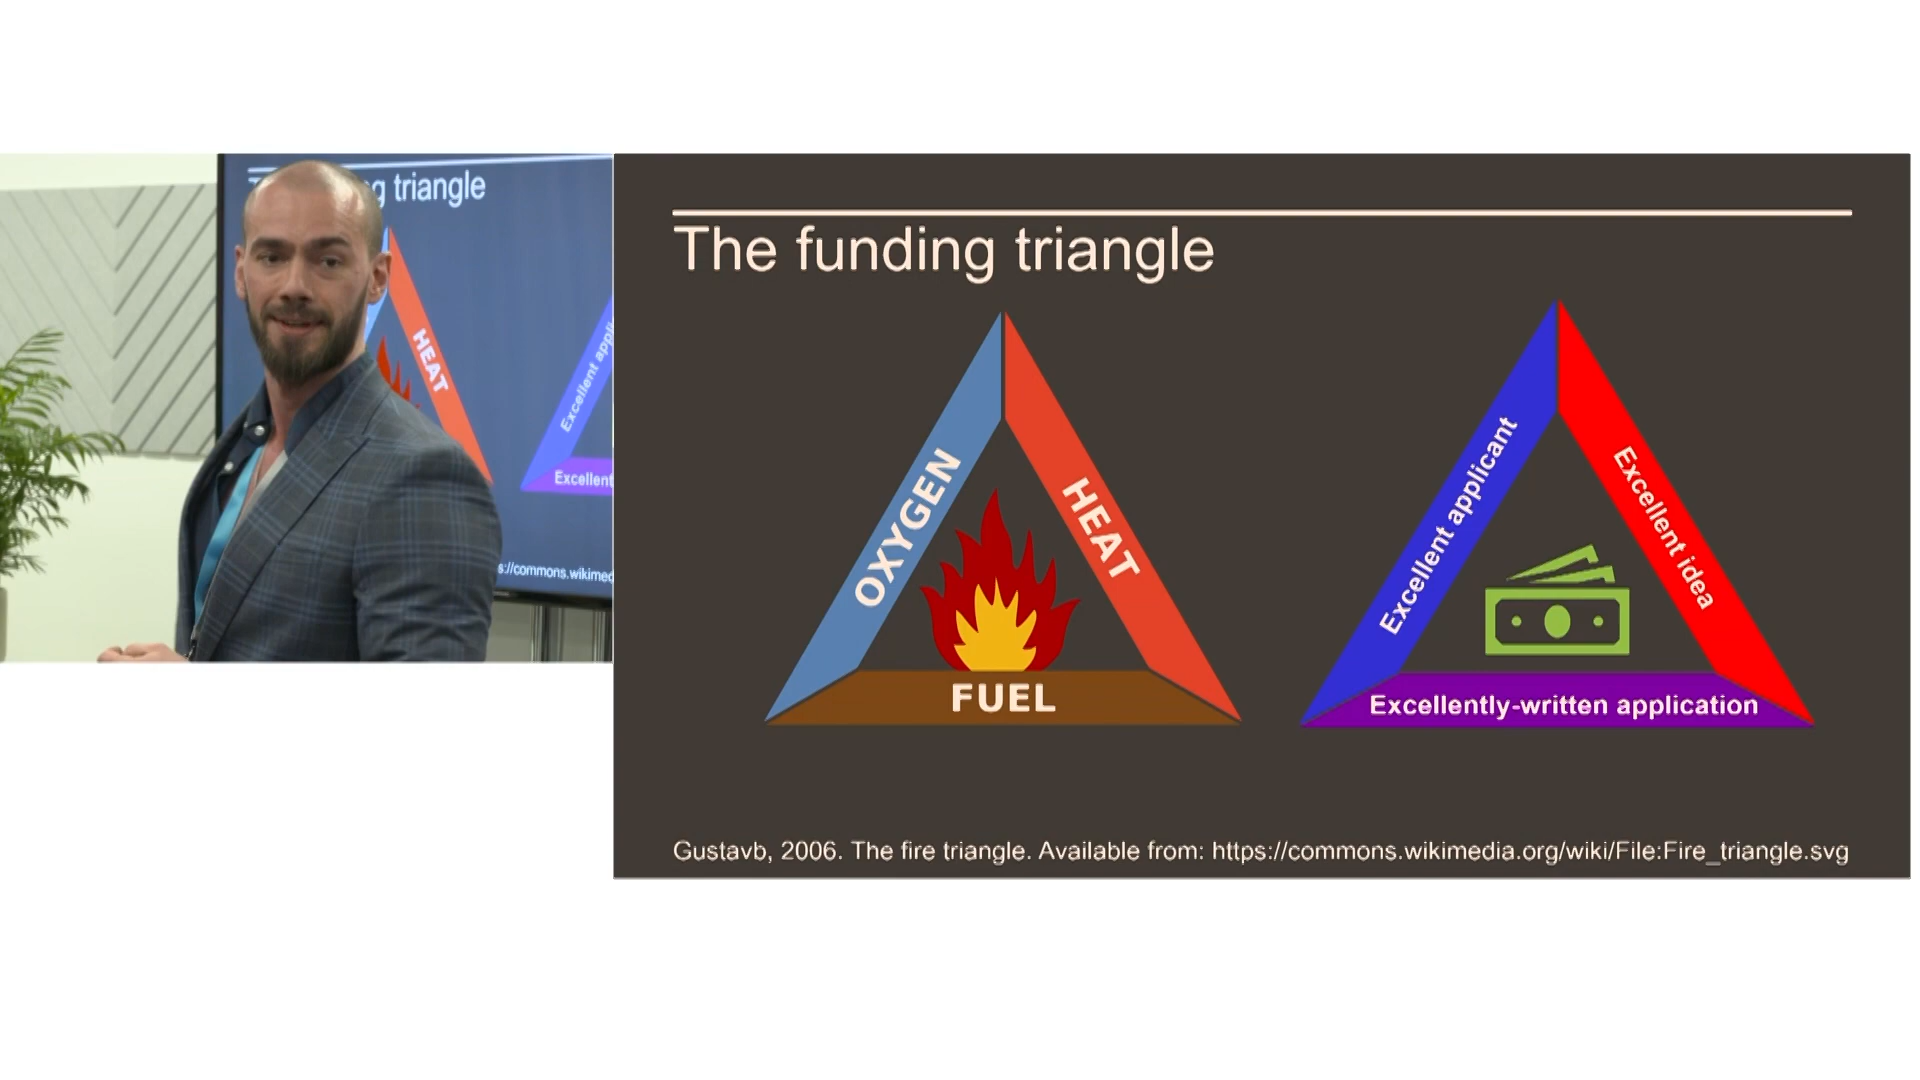 g triangle
HEAT
Excellent appli
Excellent
s://commons.wikimed
The funding triangle
OXYGEN
HEAT
FUEL
Excellent applicant
Excellent idea
Excellently-written application
Gustavb, 2006. The fire triangle. Available from: https://commons.wikimedia.org/wiki/File:Fire_triangle.svg